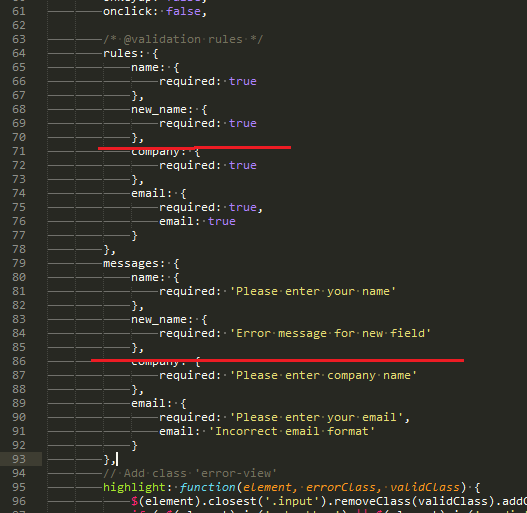 60 onkeyup: false,
61 onclick: false,
62
63 /* @validation rules */
64 rules: {
65 name: {
66 required: true
67 },
68 new_name: {
69 required: true
70 },
71 company: {
72 required: true
73 },
74 email: {
75 required: true,
76 email: true
77 }
78 },
79 messages: {
80 name: {
81 required: 'Please enter your name'
82 },
83 new_name: {
84 required: 'Error message for new field'
85 },
86 company: {
87 required: 'Please enter company name'
88 },
89 email: {
90 required: 'Please enter your email',
91 email: 'Incorrect email format'
92 }
93 },
94 // Add class 'error-view'
95 highlight: function(element, errorClass, validClass) {
96 $(element).closest('.input').removeClass(validClass).addC